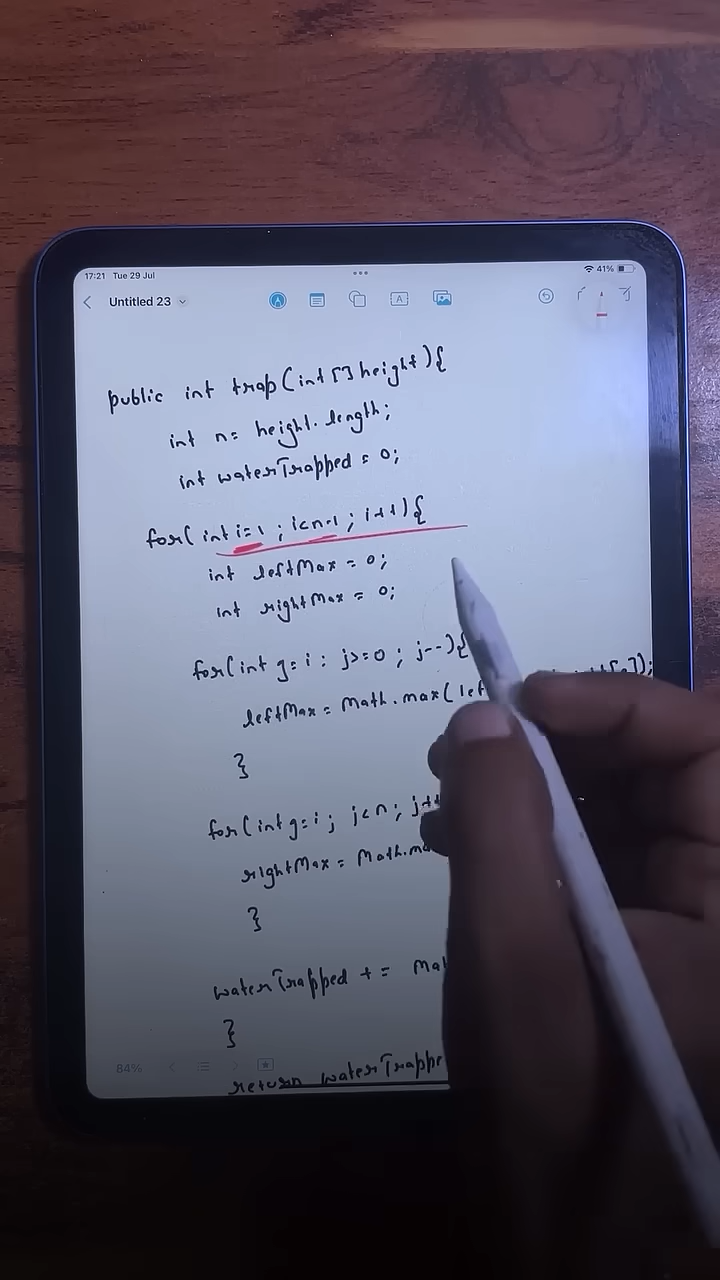 17:21 Tue 29 Jul
41%
Untitled 23
A
public int trap(int[] height){
int n= height.length;
int waterTrapped = 0;
for(int i=1 ; i<n-1 ; i++){
int leftMax = 0;
int rightMax = 0;
for(int g=i ; j>=0 ; j--){
leftMax = Math.max(lef
}
for(int g=i ; j<n ; j++
rightMax = Math.ma
}
waterTrapped + = Mat
}
return waterTrappe
84%